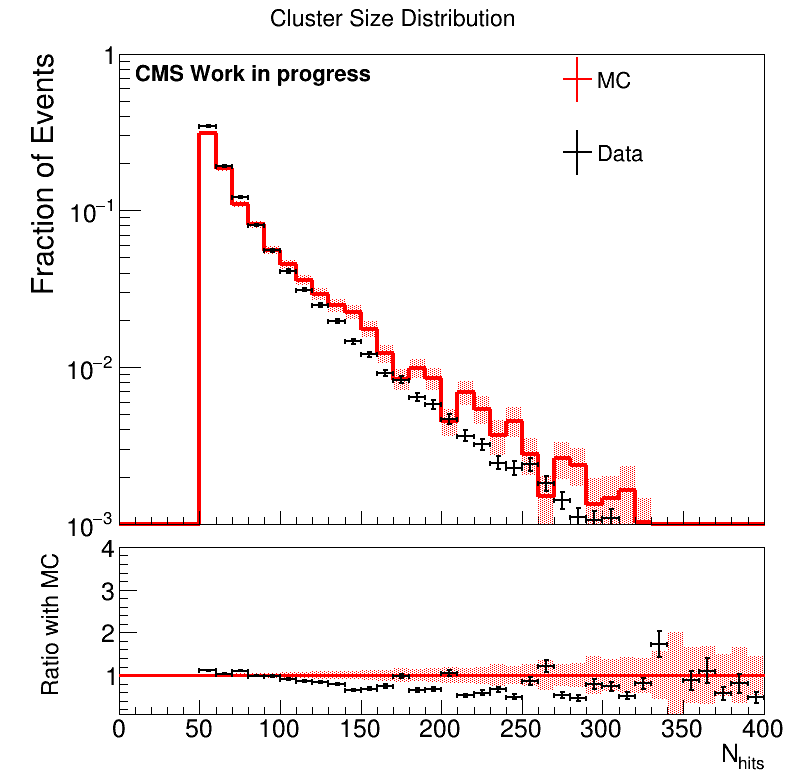 Cluster Size Distribution
CMS Work in progress
MC
Data
Fraction of Events
1
10−1
10−2
10−3
Ratio with MC
4
3
2
1
0 50 100 150 200 250 300 350 400
Nhits